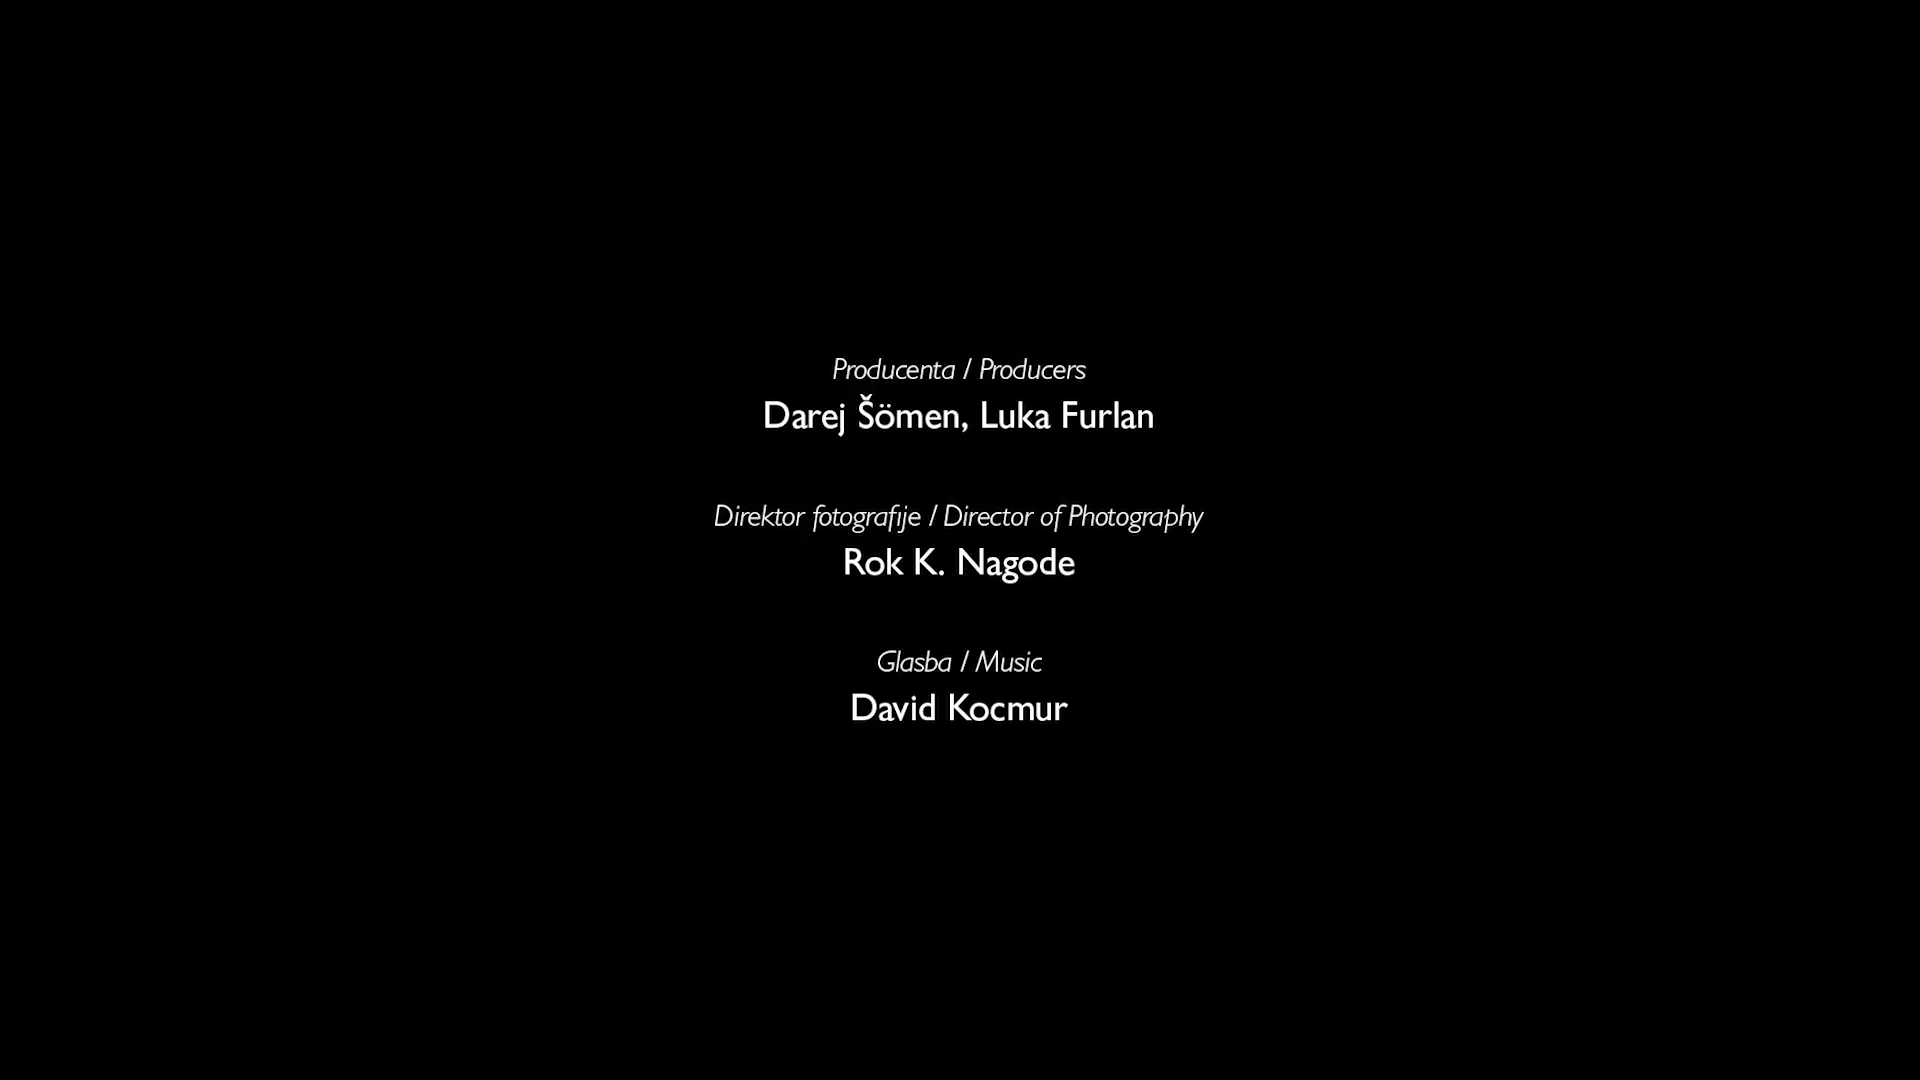 Producenta / Producers
Darej Šömen, Luka Furlan
Direktor fotografije / Director of Photography
Rok K. Nagode
Glasba / Music
David Kocmur